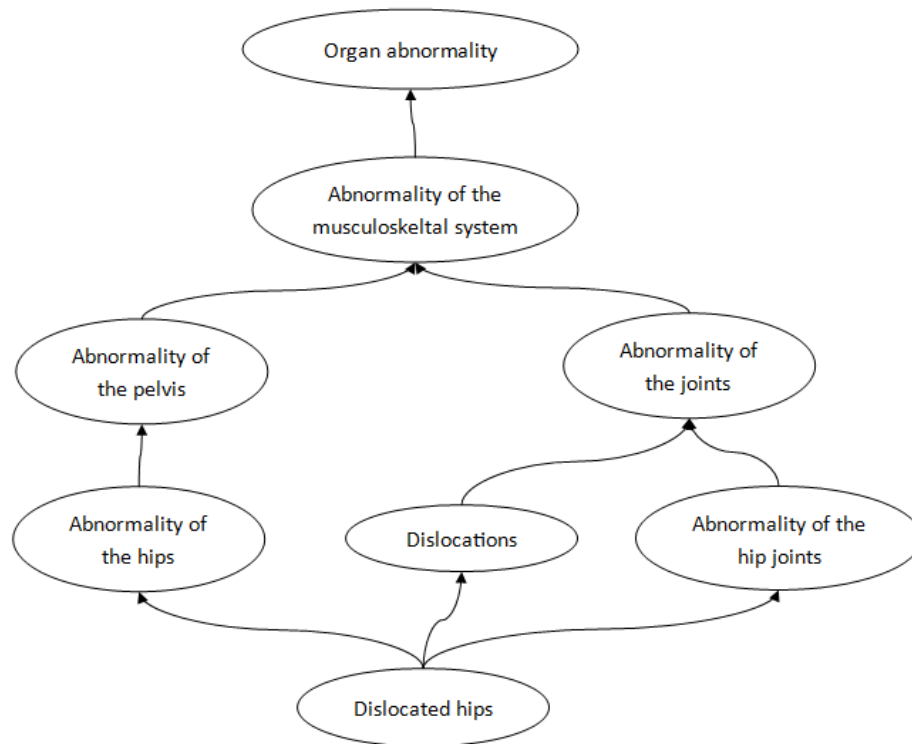 Organ abnormality
Abnormality of the
musculoskeltal system
Abnormality of
the pelvis
Abnormality of
the joints
Abnormality of
the hips
Dislocations
Abnormality of the
hip joints
Dislocated hips